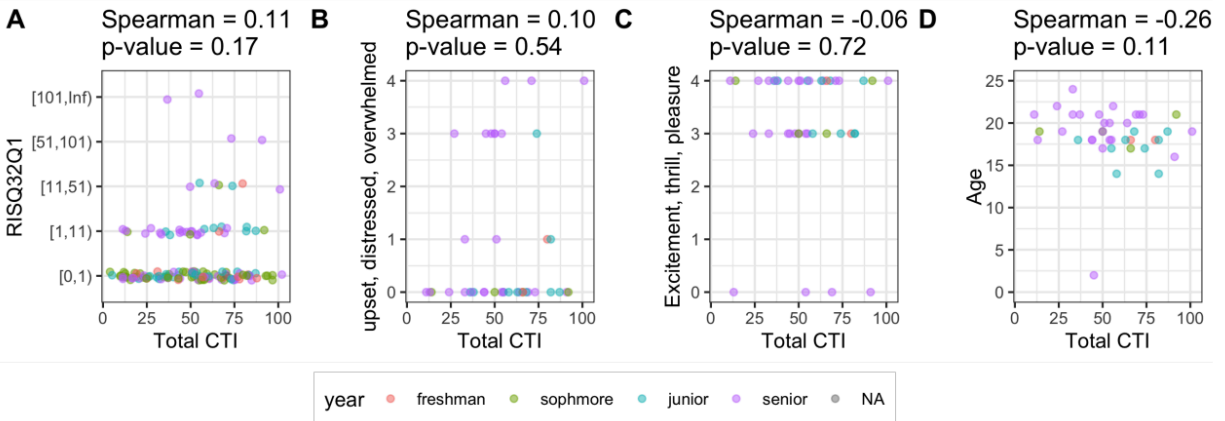 A
Spearman = 0.11
p-value = 0.17
RISQ32Q1
[101,Inf)
[51,101)
[11,51)
[1,11)
[0,1)
0 25 50 75 100
Total CTI
B
Spearman = 0.10
p-value = 0.54
upset, distressed, overwhelmed
4
3
2
1
0
0 25 50 75 100
Total CTI
C
Spearman = -0.06
p-value = 0.72
Excitement, thrill, pleasure
4
3
2
1
0
0 25 50 75 100
Total CTI
D
Spearman = -0.26
p-value = 0.11
Age
25
20
15
10
5
0
0 25 50 75 100
Total CTI
year freshman sophmore junior senior NA